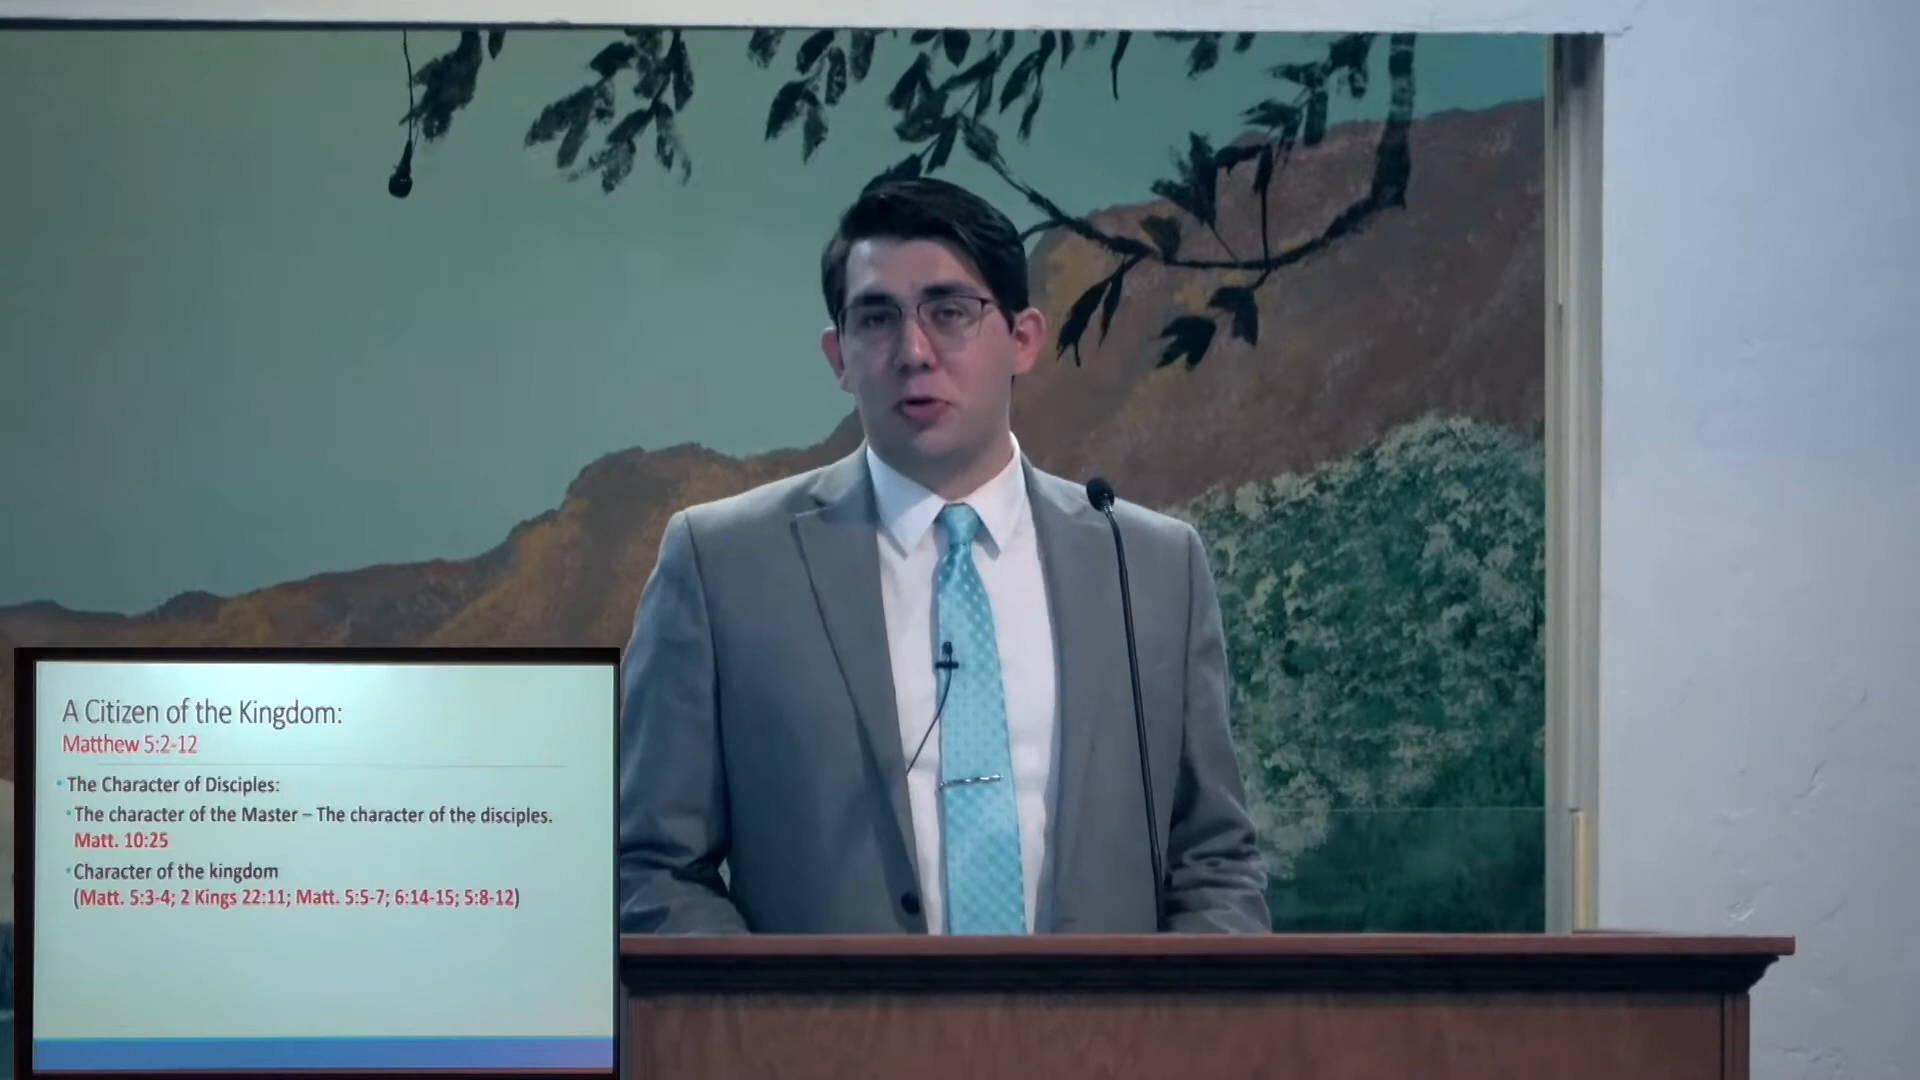 A Citizen of the Kingdom:
Matthew 5:2-12
• The Character of Disciples:
• The character of the Master – The character of the disciples.
Matt. 10:25
• Character of the kingdom
(Matt. 5:3-4; 2 Kings 22:11; Matt. 5:5-7; 6:14-15; 5:8-12)